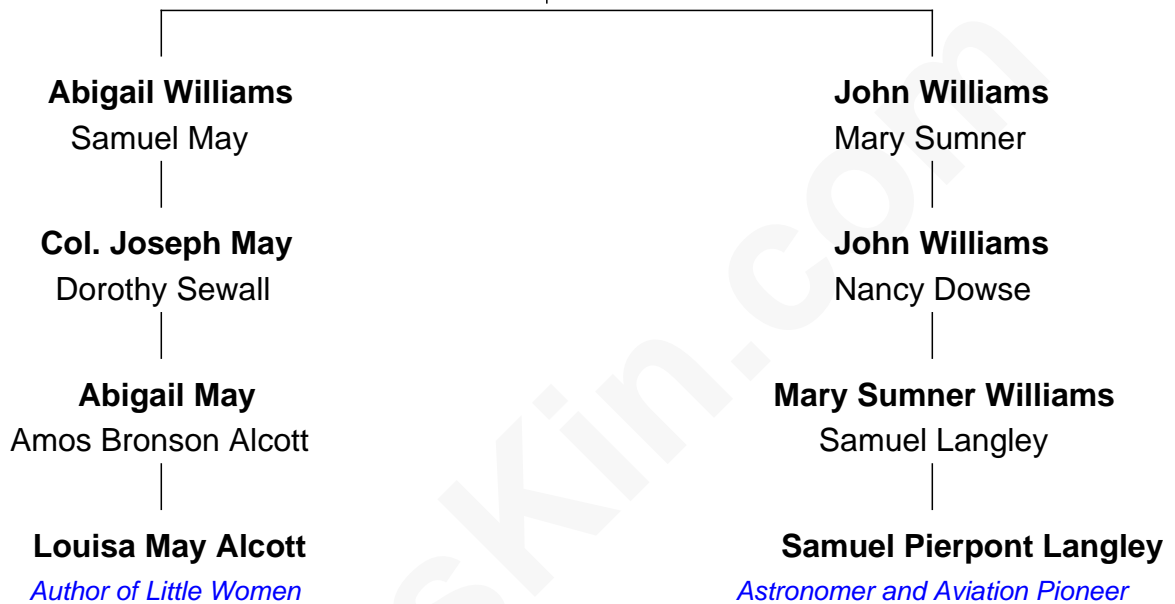 Abigail Williams
Samuel May
John Williams
Mary Sumner
Col. Joseph May
Dorothy Sewall
John Williams
Nancy Dowse
Abigail May
Amos Bronson Alcott
Mary Sumner Williams
Samuel Langley
Louisa May Alcott
Author of Little Women
Samuel Pierpont Langley
Astronomer and Aviation Pioneer
sKin.com